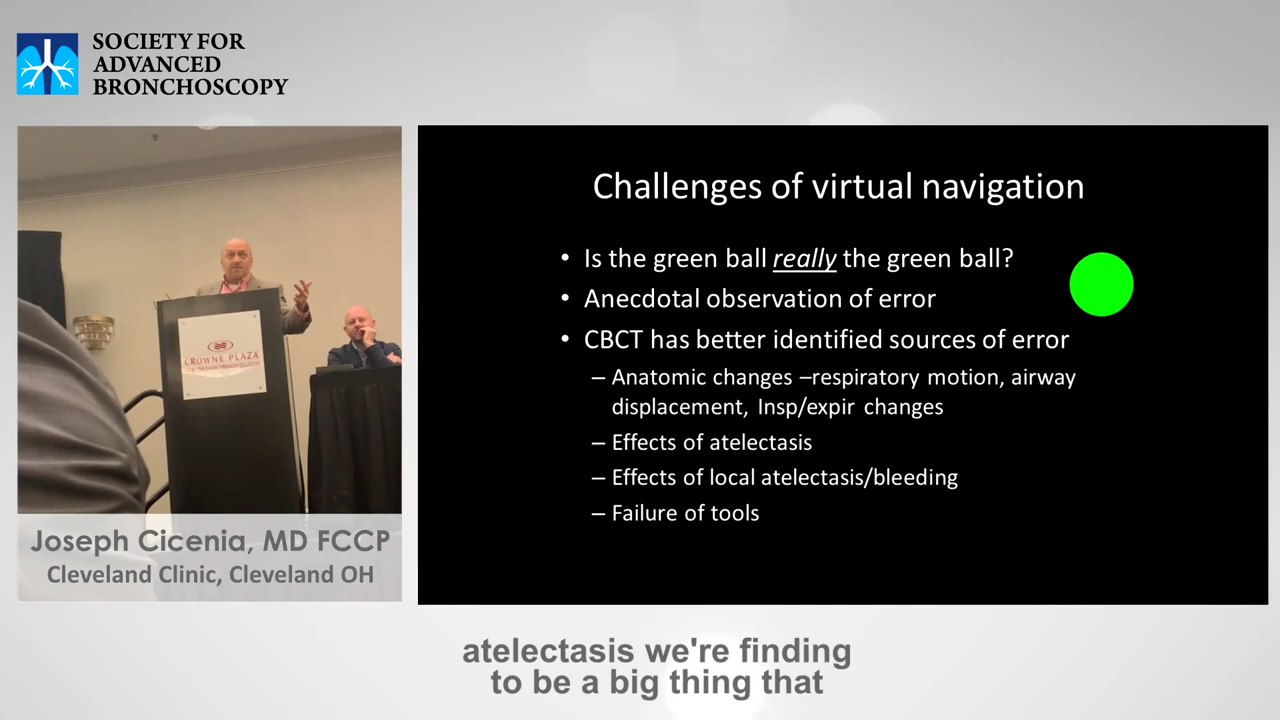 SOCIETY FOR
ADVANCED
BRONCHOSCOPY
CROWNE PLAZA
Joseph Cicenia, MD FCCP
Cleveland Clinic, Cleveland OH
Challenges of virtual navigation
• Is the green ball really the green ball?
• Anecdotal observation of error
• CBCT has better identified sources of error
– Anatomic changes –respiratory motion, airway
displacement, Insp/expir changes
– Effects of atelectasis
– Effects of local atelectasis/bleeding
– Failure of tools
atelectasis we're finding
to be a big thing that